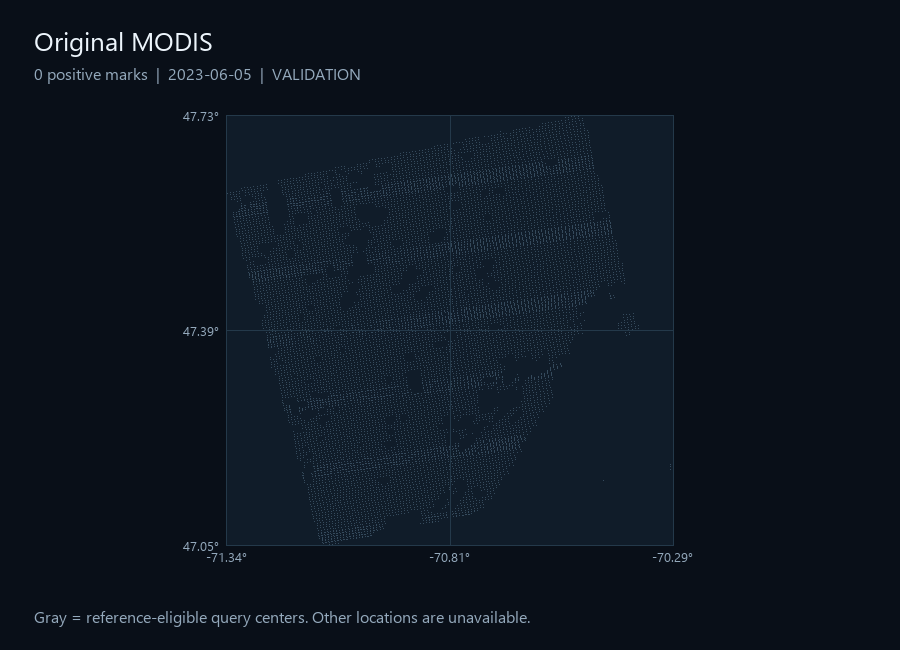 Original MODIS
0 positive marks | 2023-06-05 | VALIDATION
47.73°
47.39°
47.05°
-71.34°
-70.81°
-70.29°
Gray = reference-eligible query centers. Other locations are unavailable.